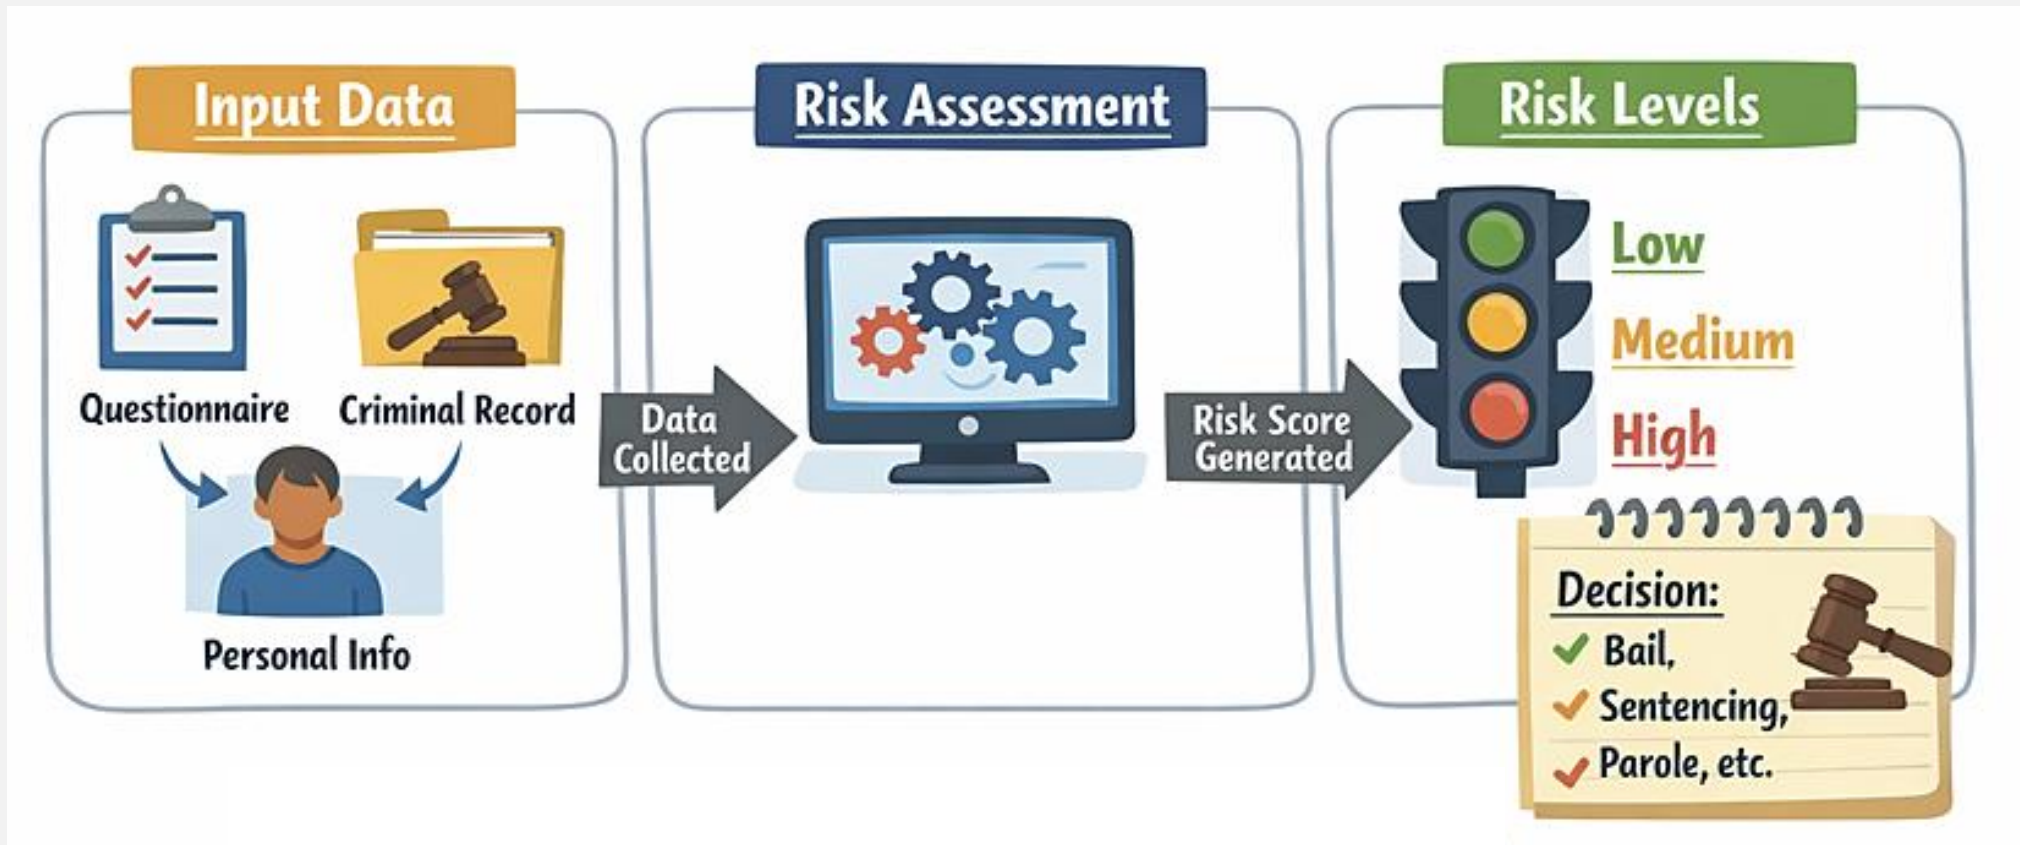 Input Data
Questionnaire
Criminal Record
Personal Info
Data
Collected
Risk Assessment
Risk Score
Generated
Risk Levels
Low
Medium
High
Decision:
Bail,
Sentencing,
Parole, etc.